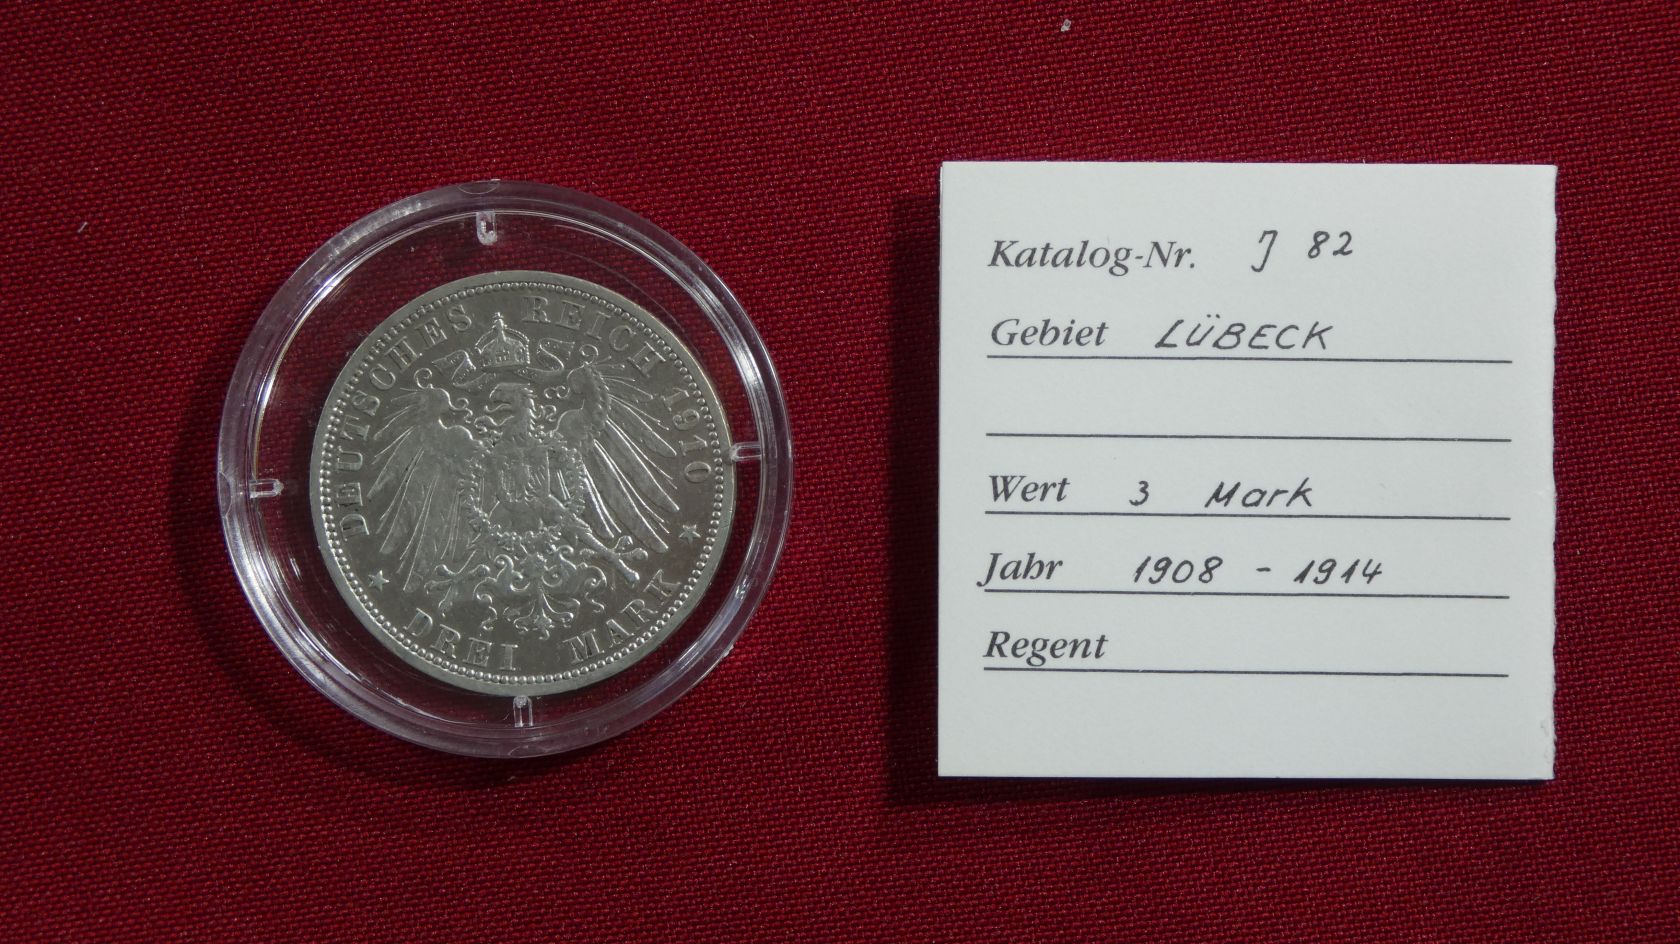 DEUTSCHES REICH 1910
DREI MARK
Katalog-Nr. J 82
Gebiet LÜBECK
Wert 3 Mark
Jahr 1908 - 1914
Regent